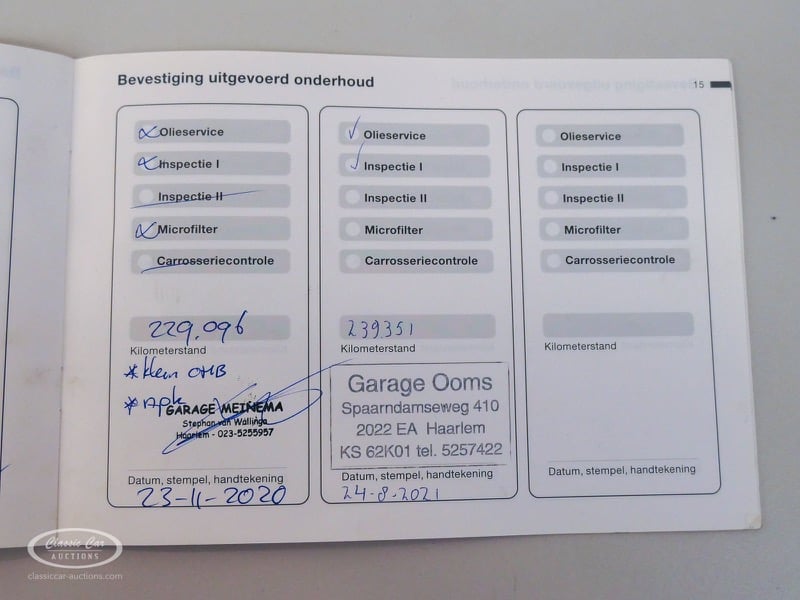 Bevestiging uitgevoerd onderhoud
15
Olieservice
Inspectie I
Inspectie II
Microfilter
Carrosseriecontrole
229.096
Kilometerstand
* klein OHB
* apk
GARAGE MEINEMA
Stephan van Wallinga
Haarlem - 023-5255957
Datum, stempel, handtekening
23-11-2020
Olieservice
Inspectie I
Inspectie II
Microfilter
Carrosseriecontrole
239351
Kilometerstand
Garage Ooms
Spaarndamseweg 410
2022 EA Haarlem
KS 62K01 tel. 5257422
Datum, stempel, handtekening
24-8-2021
Olieservice
Inspectie I
Inspectie II
Microfilter
Carrosseriecontrole
Kilometerstand
Datum, stempel, handtekening
Classic Car
AUCTIONS
classiccar-auctions.com